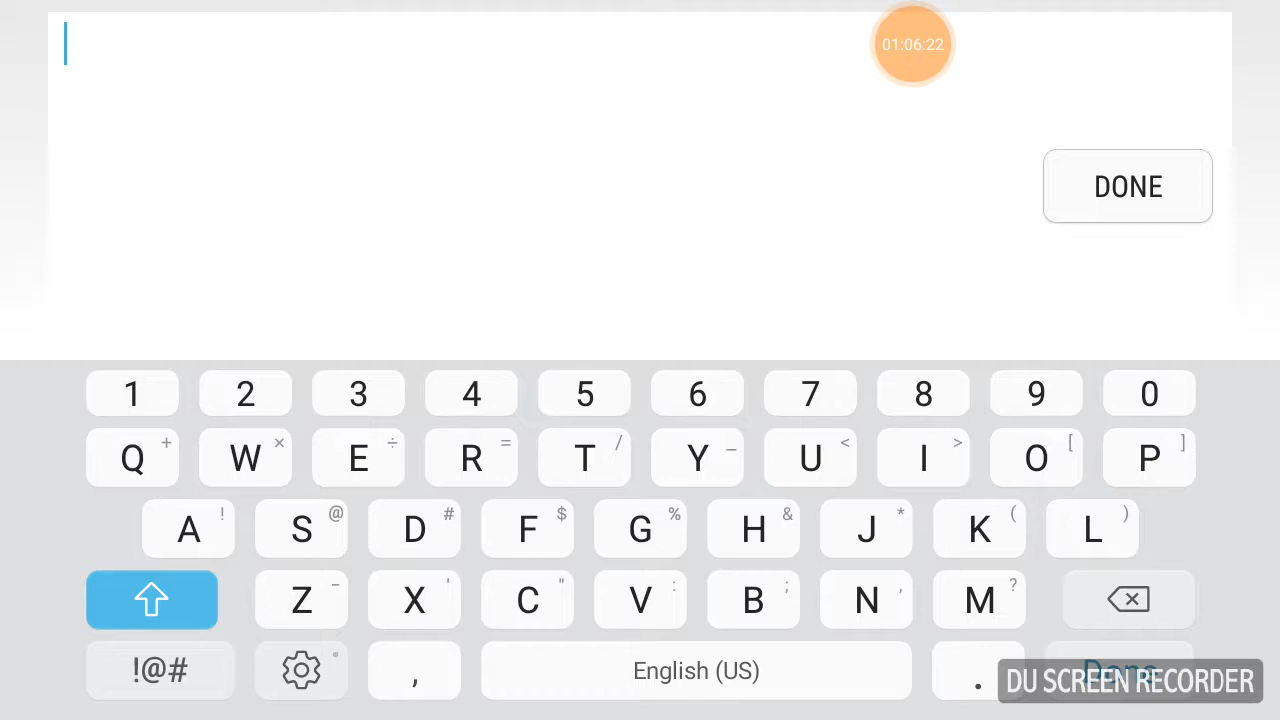 01:06:22
DONE
1 2 3 4 5 6 7 8 9 0
Q + W × E ÷ R = T / Y _ U < I > O [ P ]
A ! S @ D # F $ G % H & J * K ( L )
Z - X ' C " V : B ; N , M ?
!@# , English (US) . Done
DU SCREEN RECORDER